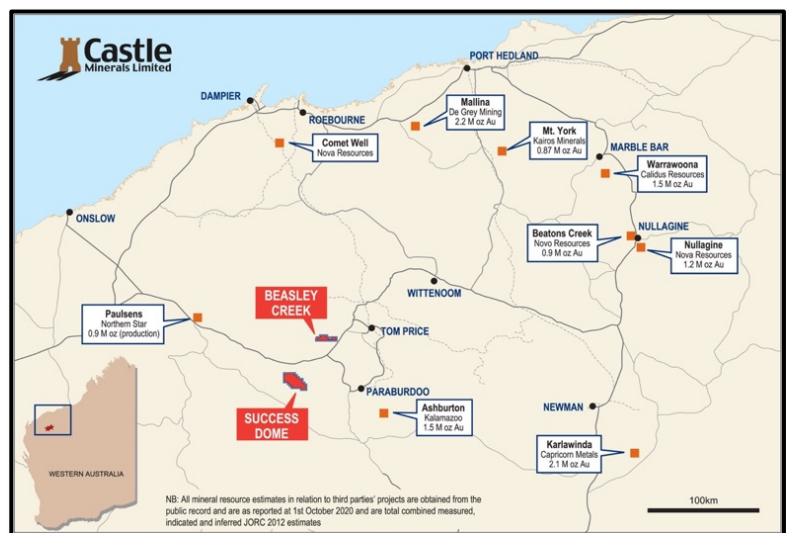 Castle
Minerals Limited
PORT HEDLAND
DAMPIER
ROEBOURNE
Mallina
De Grey Mining
2.2 M oz Au
Comet Well
Nova Resources
Mt. York
Kairos Minerals
0.87 M oz Au
MARBLE BAR
Warrawoona
Calidus Resources
1.5 M oz Au
ONSLOW
Beatons Creek
Novo Resources
0.9 M oz Au
NULLAGINE
Nullagine
Nova Resources
1.2 M oz Au
WITTENOOM
BEASLEY
CREEK
Paulsens
Northern Star
0.9 M oz (production)
TOM PRICE
PARABURDOO
SUCCESS
DOME
Ashburton
Kalamazoo
1.5 M oz Au
NEWMAN
Karlawinda
Capricorn Metals
2.1 M oz Au
WESTERN AUSTRALIA
NB: All mineral resource estimates in relation to third parties' projects are obtained from the
public record and are as reported at 1st October 2020 and are total combined measured,
indicated and inferred JORC 2012 estimates
100km